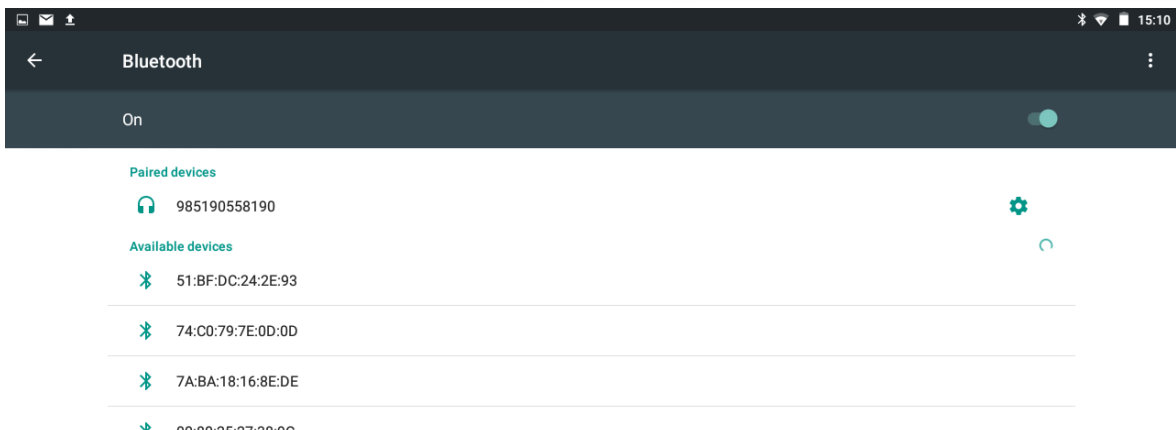 15:10
Bluetooth
On
Paired devices
985190558190
Available devices
51:BF:DC:24:2E:93
74:C0:79:7E:0D:0D
7A:BA:18:16:8E:DE